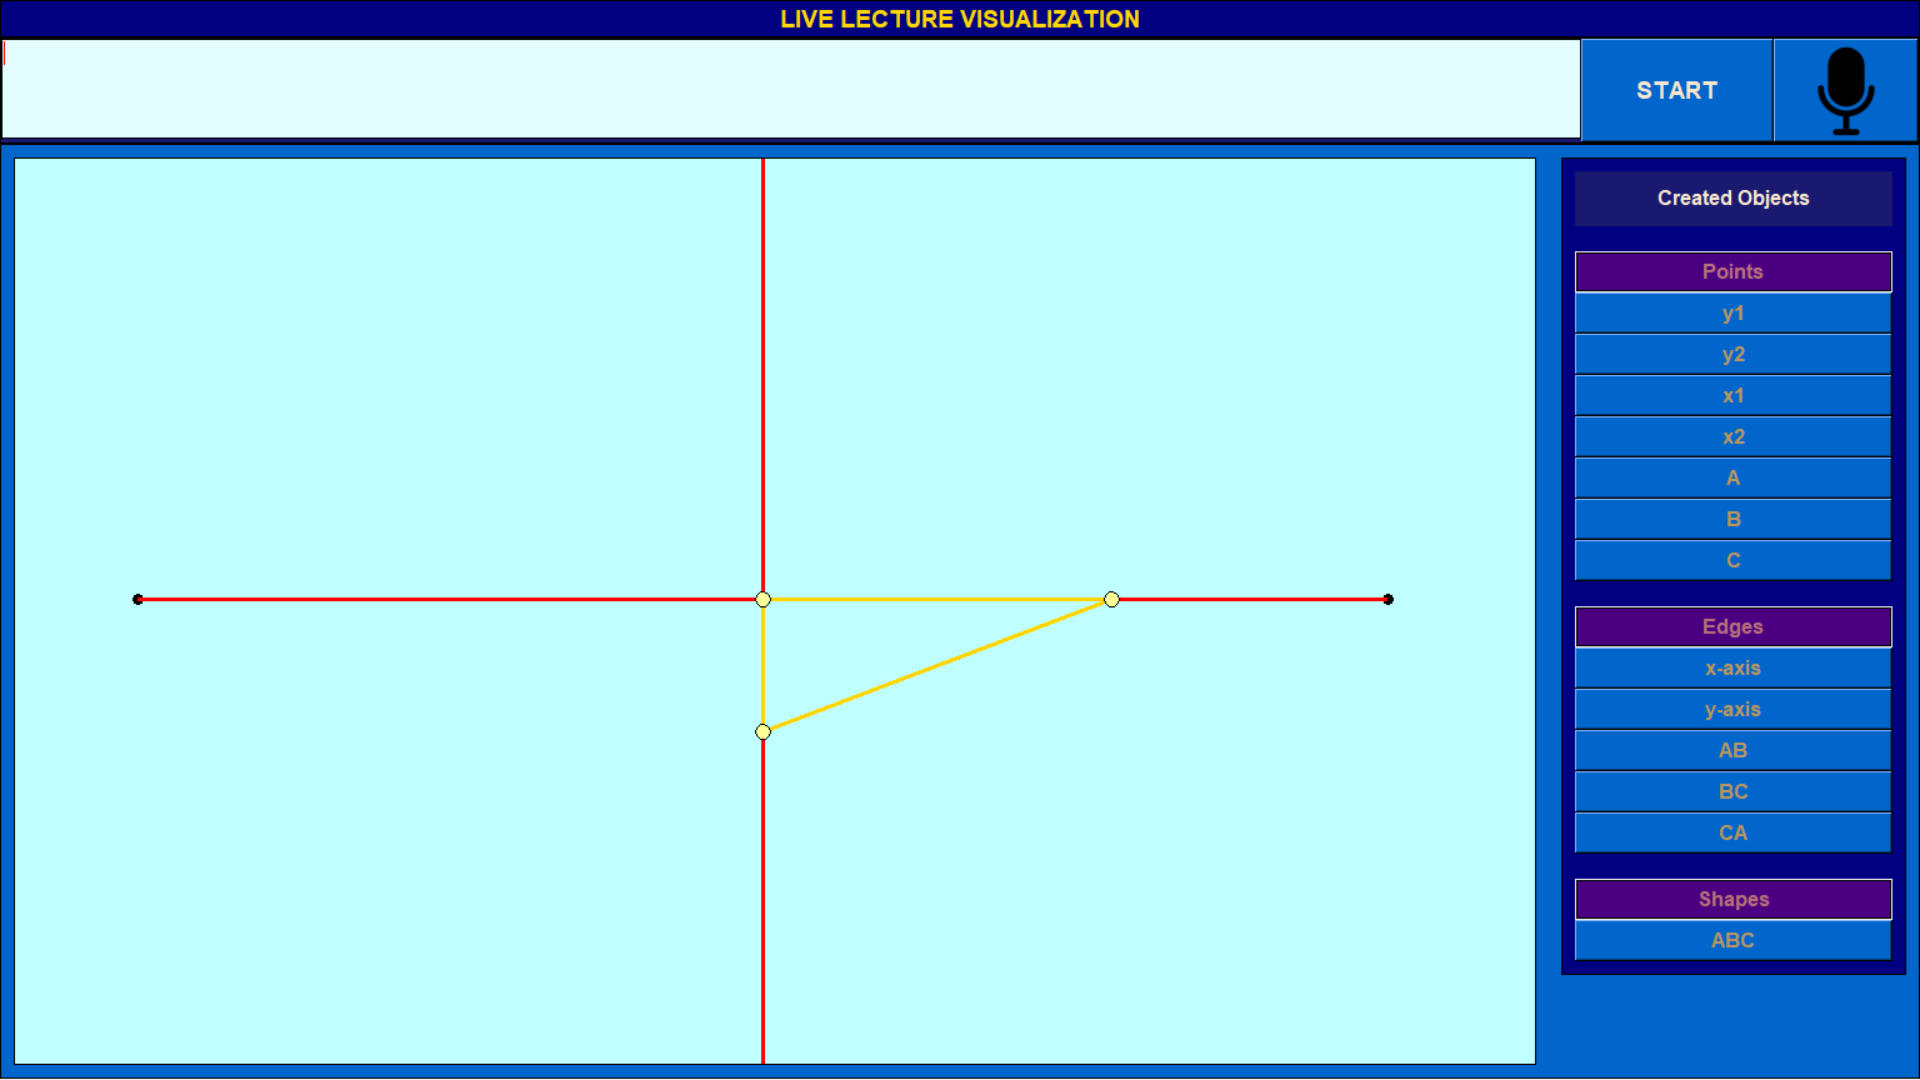 LIVE LECTURE VISUALIZATION
START
Created Objects
Points
y1
y2
x1
x2
A
B
C
Edges
x-axis
y-axis
AB
BC
CA
Shapes
ABC